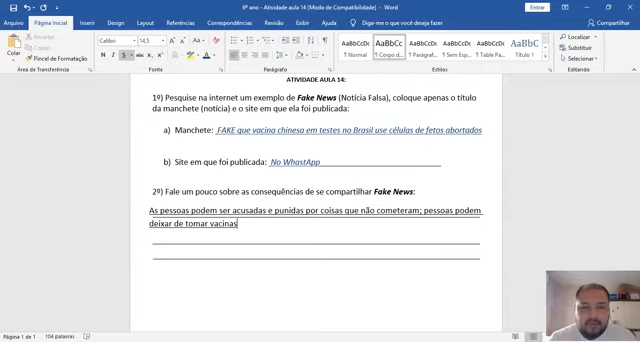 6º ano - Atividade aula 14 [Modo de Compatibilidade] - Word
Entrar
Arquivo Página Inicial Inserir Design Layout Referências Correspondências Revisão Exibir Ajuda Diga-me o que você deseja fazer Compartilhar
Colar
Recortar
Copiar
Pincel de Formatação
Área de Transferência
Calibri 14,5
N I S abc
Fonte
Parágrafo
AaBbCcDc AaBbCc AaBbCcDc AaBbCcDc AaBbCcDc AaBbC
¶ Normal Corpo d... ¶ Sem Esp... ¶ Table Pa... Título 1
Estilos
Localizar
Substituir
Selecionar
Editando
ATIVIDADE AULA 14:
1º) Pesquise na internet um exemplo de Fake News (Notícia Falsa), coloque apenas o título
da manchete (notícia) e o site em que ela foi publicada:
a) Manchete: FAKE que vacina chinesa em testes no Brasil use células de fetos abortados
b) Site em que foi publicada: No WhastApp
2º) Fale um pouco sobre as consequências de se compartilhar Fake News:
As pessoas podem ser acusadas e punidas por coisas que não cometeram; pessoas podem
deixar de tomar vacinas
Página 1 de 1 104 palavras